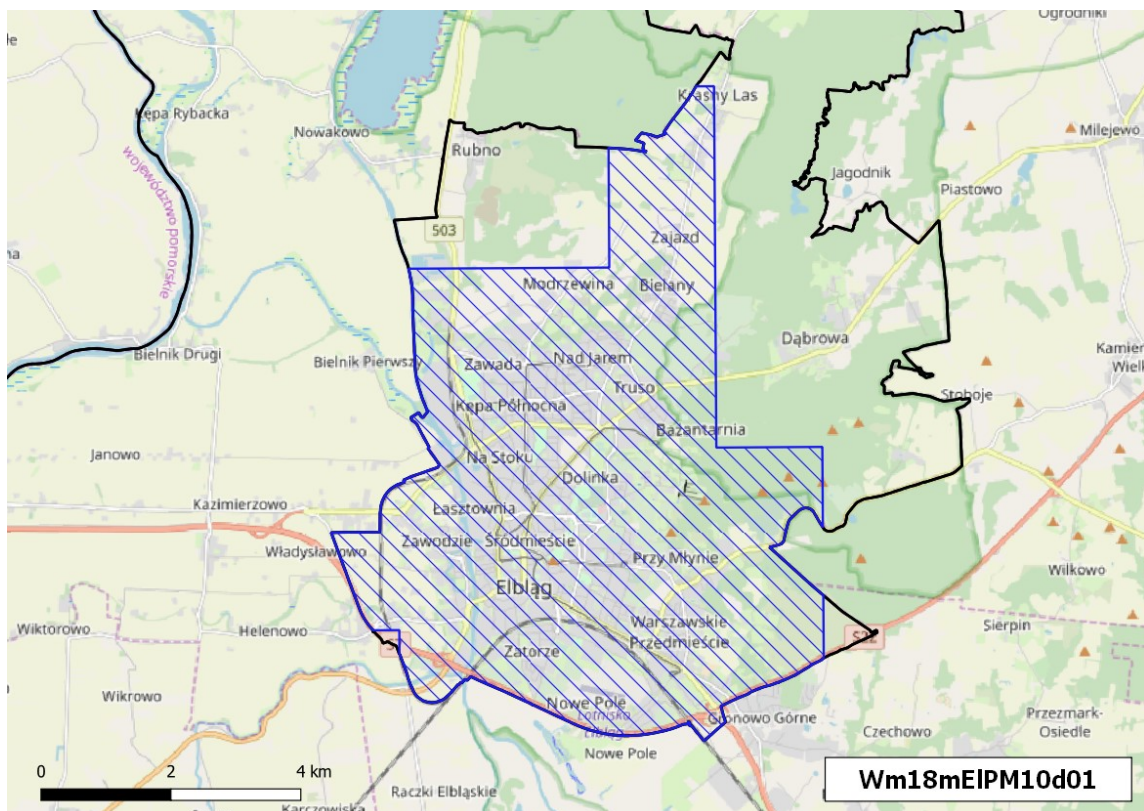 Ogrodniki
Krasny Las
Kępa Rybacka
Nowakowo
Milejewo
Rubno
Jagodnik
Piastowo
województwo pomorskie
503
Zajazd
Modrzewina
Bielany
Dąbrowa
Bielnik Drugi
Bielnik Pierwszy
Zawada
Nad Jarem
Truso
Stoboje
Kępa Północna
Bażantarnia
Janowo
Na Stoku
Dolinka
Kazimierzowo
Łasztownia
Władysławowo
Zawodzie
Śródmieście
Przy Młynie
Wilkowo
Elbląg
Wiktorowo
Helenowo
Warszawskie
Przedmieście
Sierpin
S22
Zatorze
Wikrowo
Nowe Pole
Lotnisko
Elbląg
Gronowo Górne
Przezmark-
Osiedle
Nowe Pole
Czechowo
0 2 4 km
Raczki Elbląskie
Karczowiska
Wm18mElPM10d01